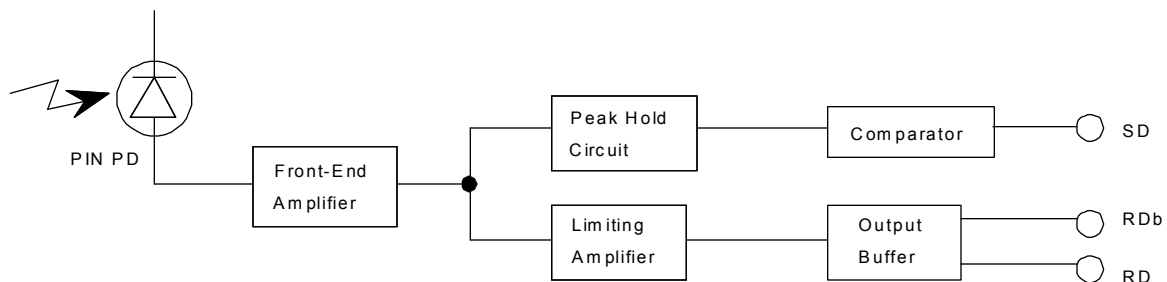 PIN PD
Front-End
Amplifier
Peak Hold
Circuit
Comparator
SD
Limiting
Amplifier
Output
Buffer
RDb
RD